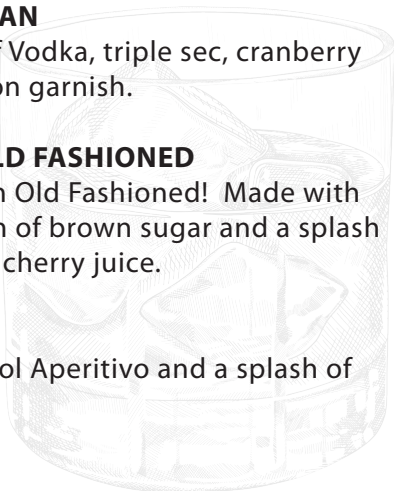 AN
Vodka, triple sec, cranberry
on garnish.
LD FASHIONED
Old Fashioned! Made with
of brown sugar and a splash
cherry juice.
ol Aperitivo and a splash of